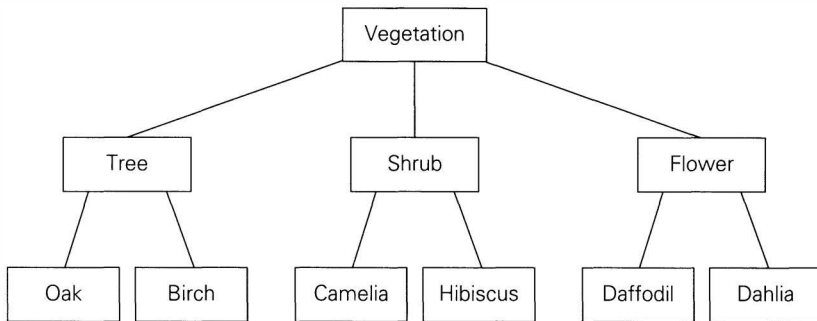 Vegetation
Tree
Shrub
Flower
Oak
Birch
Camelia
Hibiscus
Daffodil
Dahlia